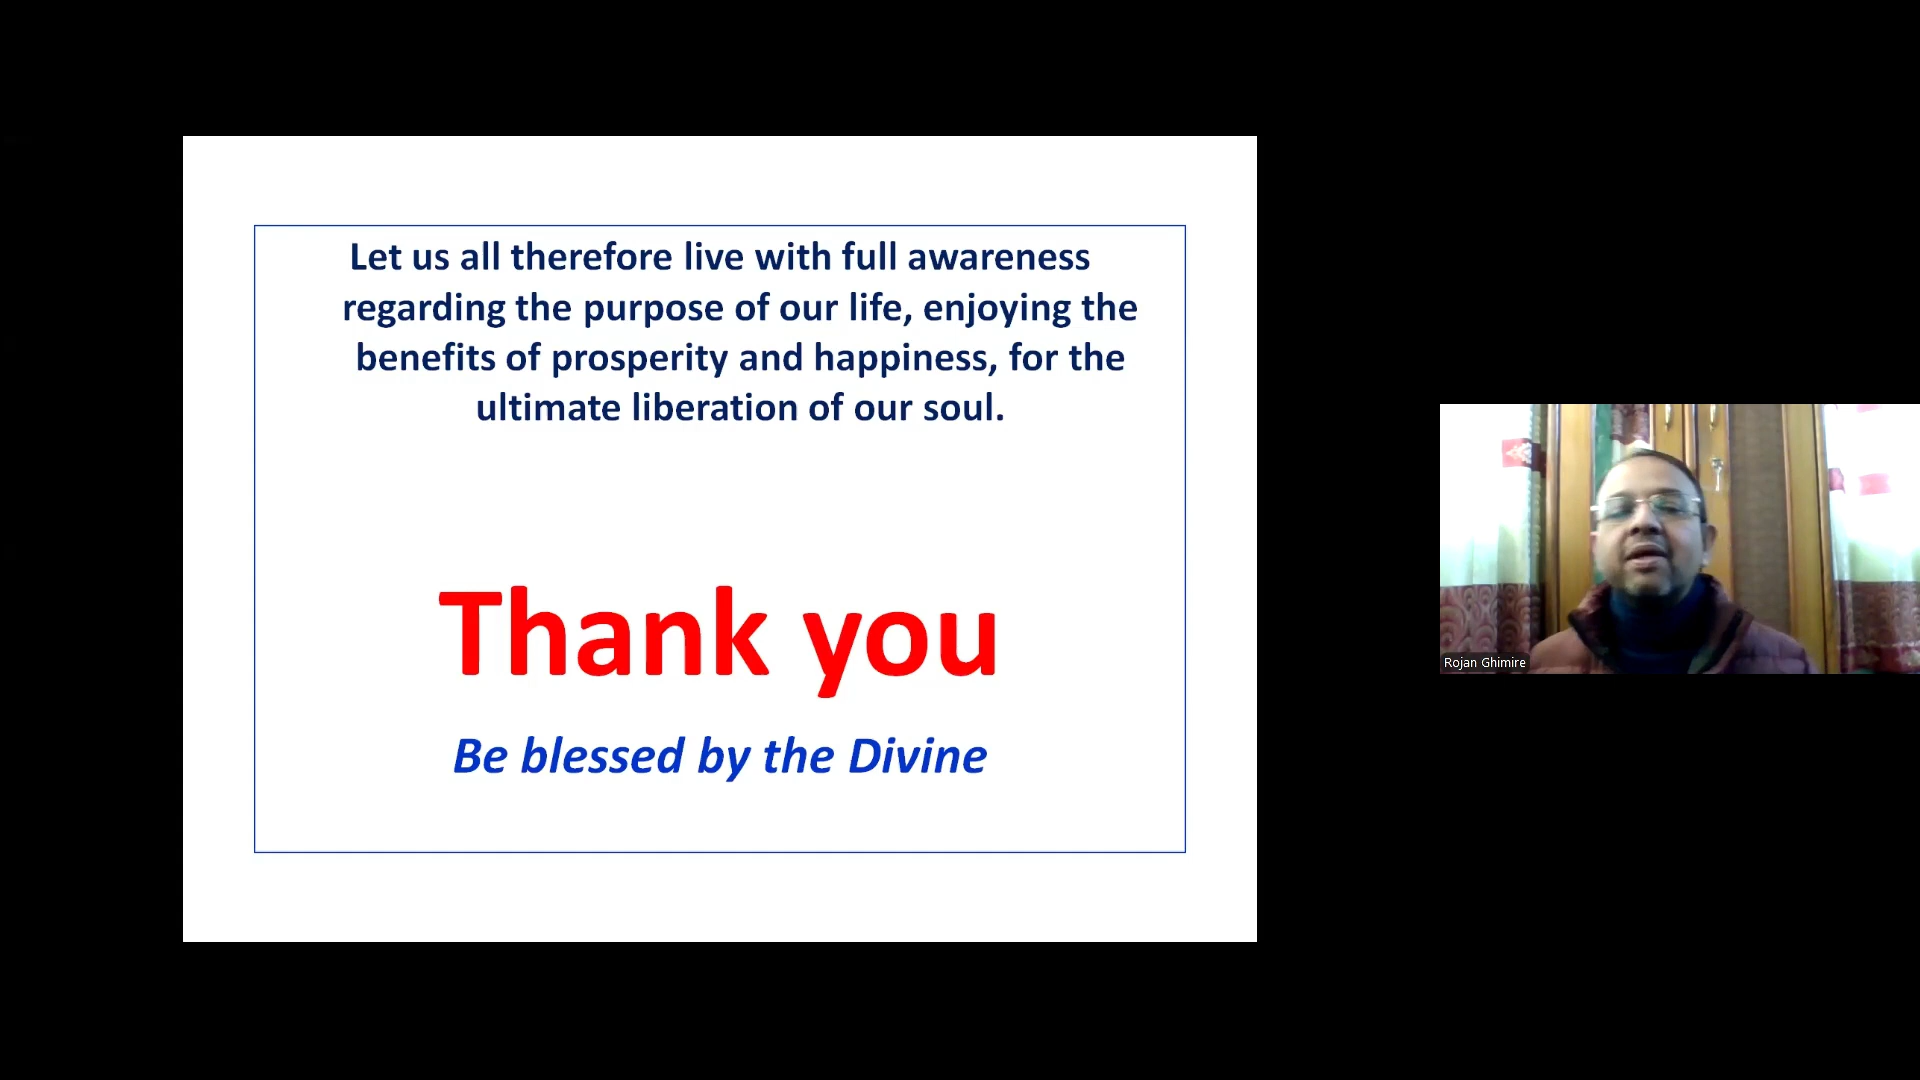 Let us all therefore live with full awareness
regarding the purpose of our life, enjoying the
benefits of prosperity and happiness, for the
ultimate liberation of our soul.
Thank you
Be blessed by the Divine
Rojan Ghimire